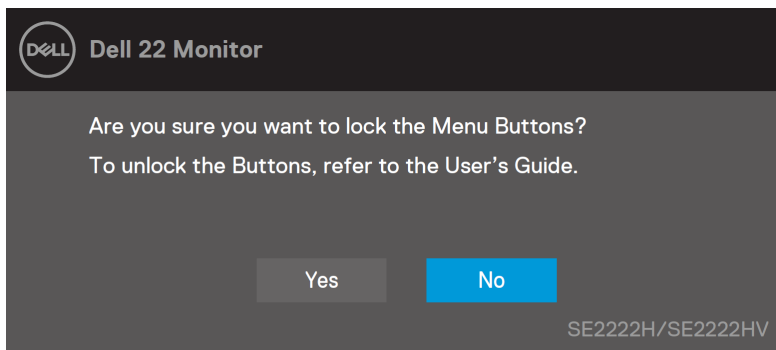 DELL Dell 22 Monitor
Are you sure you want to lock the Menu Buttons?
To unlock the Buttons, refer to the User’s Guide.
Yes No
SE2222H/SE2222HV